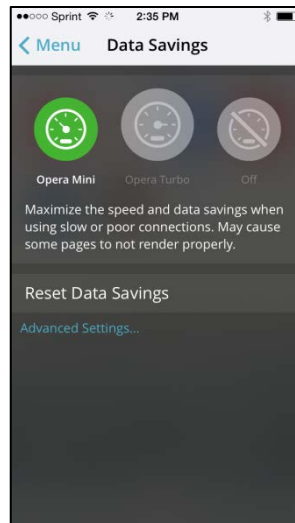 Sprint 2:35 PM
Menu Data Savings
Opera Mini Opera Turbo Off
Maximize the speed and data savings when
using slow or poor connections. May cause
some pages to not render properly.
Reset Data Savings
Advanced Settings...